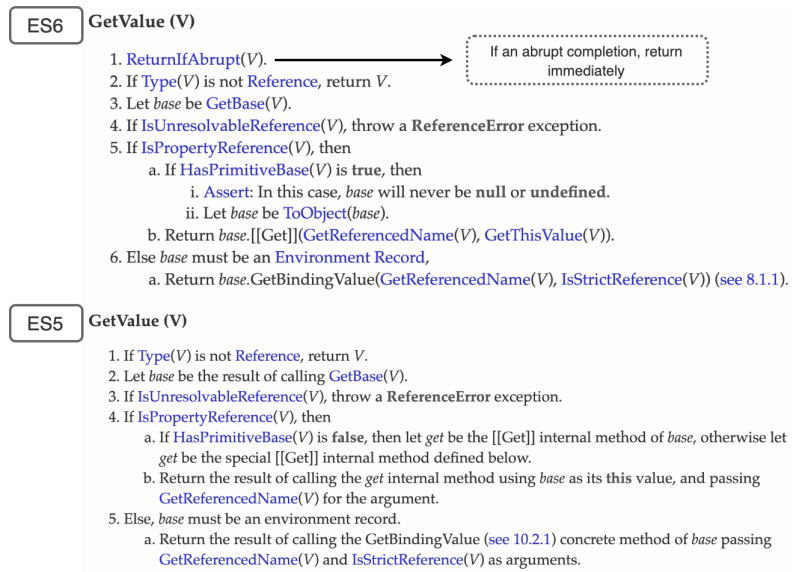 ES6
GetValue (V)
1. ReturnIfAbrupt(V).
If an abrupt completion, return
immediately
2. If Type(V) is not Reference, return V.
3. Let base be GetBase(V).
4. If IsUnresolvableReference(V), throw a ReferenceError exception.
5. If IsPropertyReference(V), then
a. If HasPrimitiveBase(V) is true, then
i. Assert: In this case, base will never be null or undefined.
ii. Let base be ToObject(base).
b. Return base.[[Get]](GetReferencedName(V), GetThisValue(V)).
6. Else base must be an Environment Record,
a. Return base.GetBindingValue(GetReferencedName(V), IsStrictReference(V)) (see 8.1.1).
ES5
GetValue (V)
1. If Type(V) is not Reference, return V.
2. Let base be the result of calling GetBase(V).
3. If IsUnresolvableReference(V), throw a ReferenceError exception.
4. If IsPropertyReference(V), then
a. If HasPrimitiveBase(V) is false, then let get be the [[Get]] internal method of base, otherwise let
get be the special [[Get]] internal method defined below.
b. Return the result of calling the get internal method using base as its this value, and passing
GetReferencedName(V) for the argument.
5. Else, base must be an environment record.
a. Return the result of calling the GetBindingValue (see 10.2.1) concrete method of base passing
GetReferencedName(V) and IsStrictReference(V) as arguments.